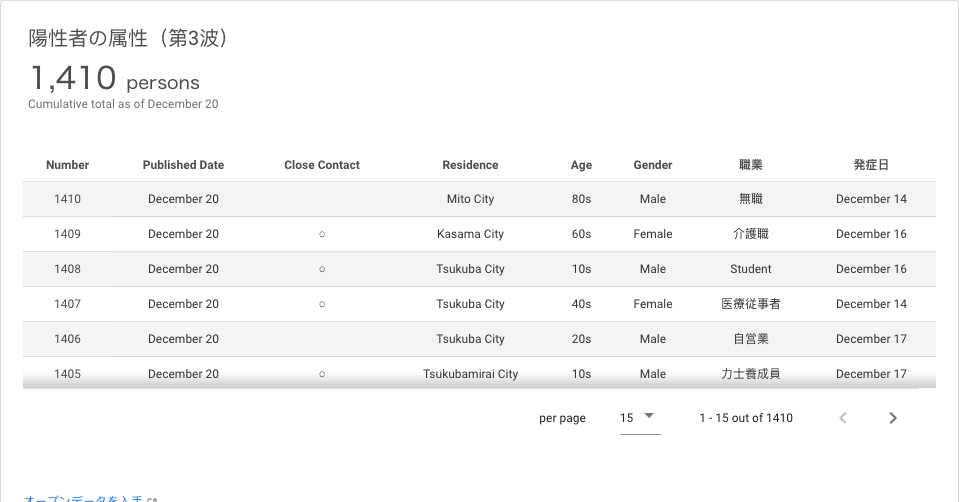 陽性者の属性（第3波）
1,410 persons
Cumulative total as of December 20
Number Published Date Close Contact Residence Age Gender 職業 発症日
1410 December 20 Mito City 80s Male 無職 December 14
1409 December 20 ○ Kasama City 60s Female 介護職 December 16
1408 December 20 ○ Tsukuba City 10s Male Student December 16
1407 December 20 ○ Tsukuba City 40s Female 医療従事者 December 14
1406 December 20 Tsukuba City 20s Male 自営業 December 17
1405 December 20 ○ Tsukubamirai City 10s Male 力士養成員 December 17
per page 15 1 - 15 out of 1410
オープンデータを入手